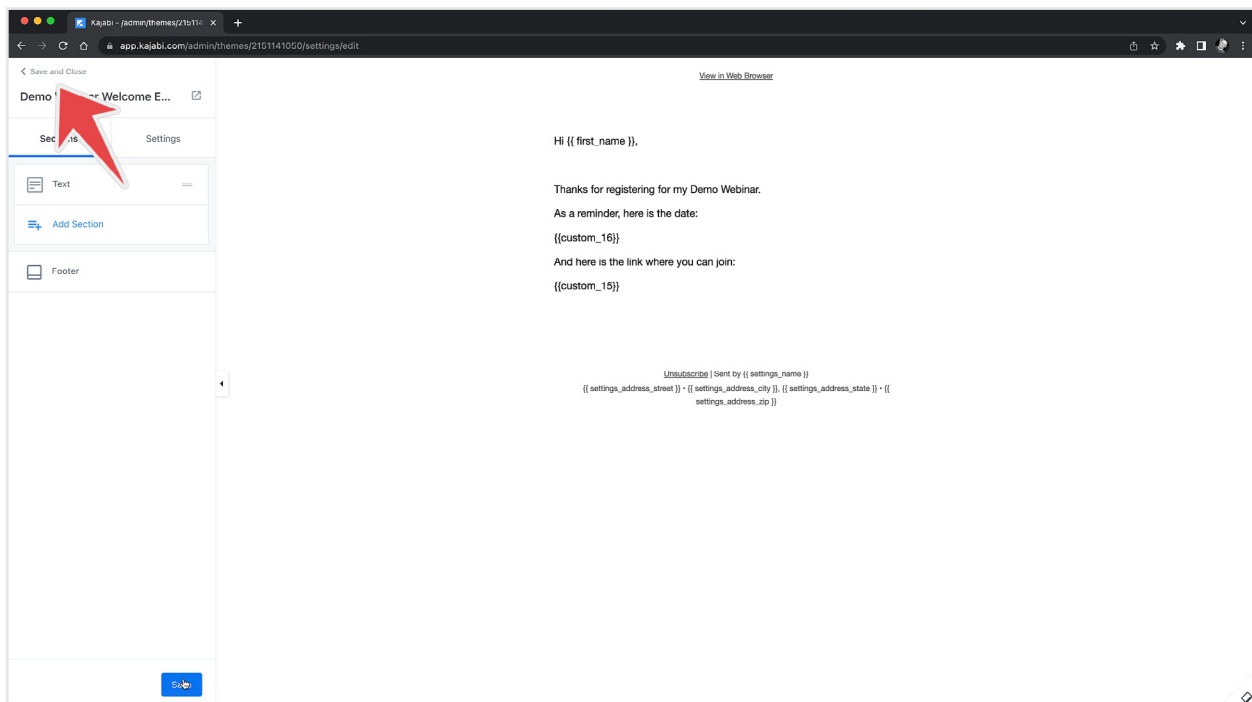 Kajabi - /admin/themes/215114
app.kajabi.com/admin/themes/2151141050/settings/edit
Save and Close
Demo Welcome E...
Settings
Text
Add Section
Footer
Save
View in Web Browser
Hi {{ first_name }},
Thanks for registering for my Demo Webinar.
As a reminder, here is the date:
{{custom_16}}
And here is the link where you can join:
{{custom_15}}
Unsubscribe | Sent by {{ settings_name }}
{{ settings_address_street }} • {{ settings_address_city }}, {{ settings_address_state }} • {{
settings_address_zip }}